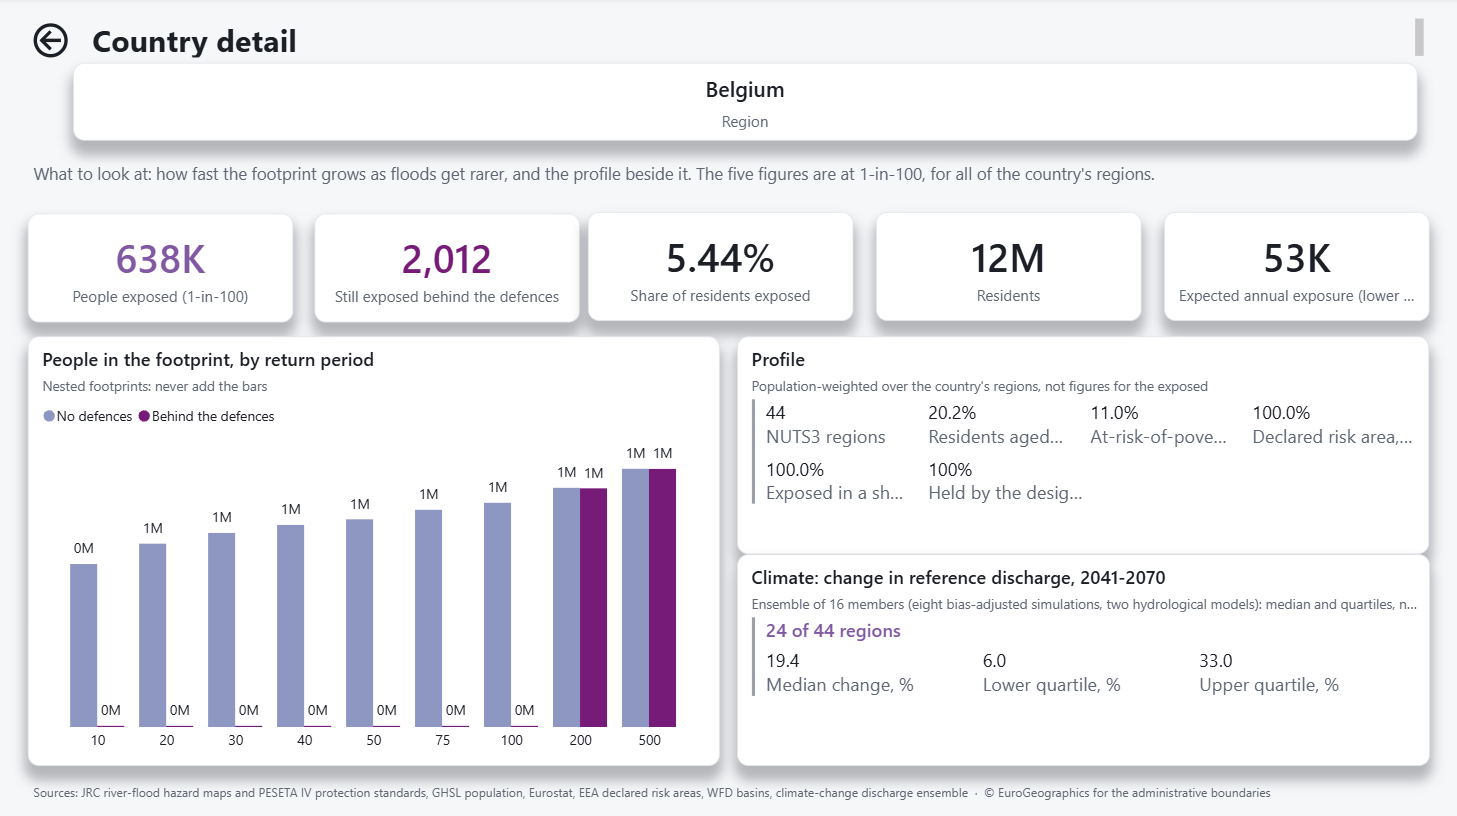 Country detail
Belgium
Region
What to look at: how fast the footprint grows as floods get rarer, and the profile beside it. The five figures are at 1-in-100, for all of the country's regions.
638K
People exposed (1-in-100)
2,012
Still exposed behind the defences
5.44%
Share of residents exposed
12M
Residents
53K
Expected annual exposure (lower ...
People in the footprint, by return period
Nested footprints: never add the bars
No defences Behind the defences
0M 1M 1M 1M 1M 1M 1M 1M 1M 1M 1M
0M 0M 0M 0M 0M 0M 0M
10 20 30 40 50 75 100 200 500
Profile
Population-weighted over the country's regions, not figures for the exposed
44 20.2% 11.0% 100.0%
NUTS3 regions Residents aged... At-risk-of-pove... Declared risk area,...
100.0% 100%
Exposed in a sh... Held by the desig...
Climate: change in reference discharge, 2041-2070
Ensemble of 16 members (eight bias-adjusted simulations, two hydrological models): median and quartiles, n...
24 of 44 regions
19.4 6.0 33.0
Median change, % Lower quartile, % Upper quartile, %
Sources: JRC river-flood hazard maps and PESETA IV protection standards, GHSL population, Eurostat, EEA declared risk areas, WFD basins, climate-change discharge ensemble · © EuroGeographics for the administrative boundaries